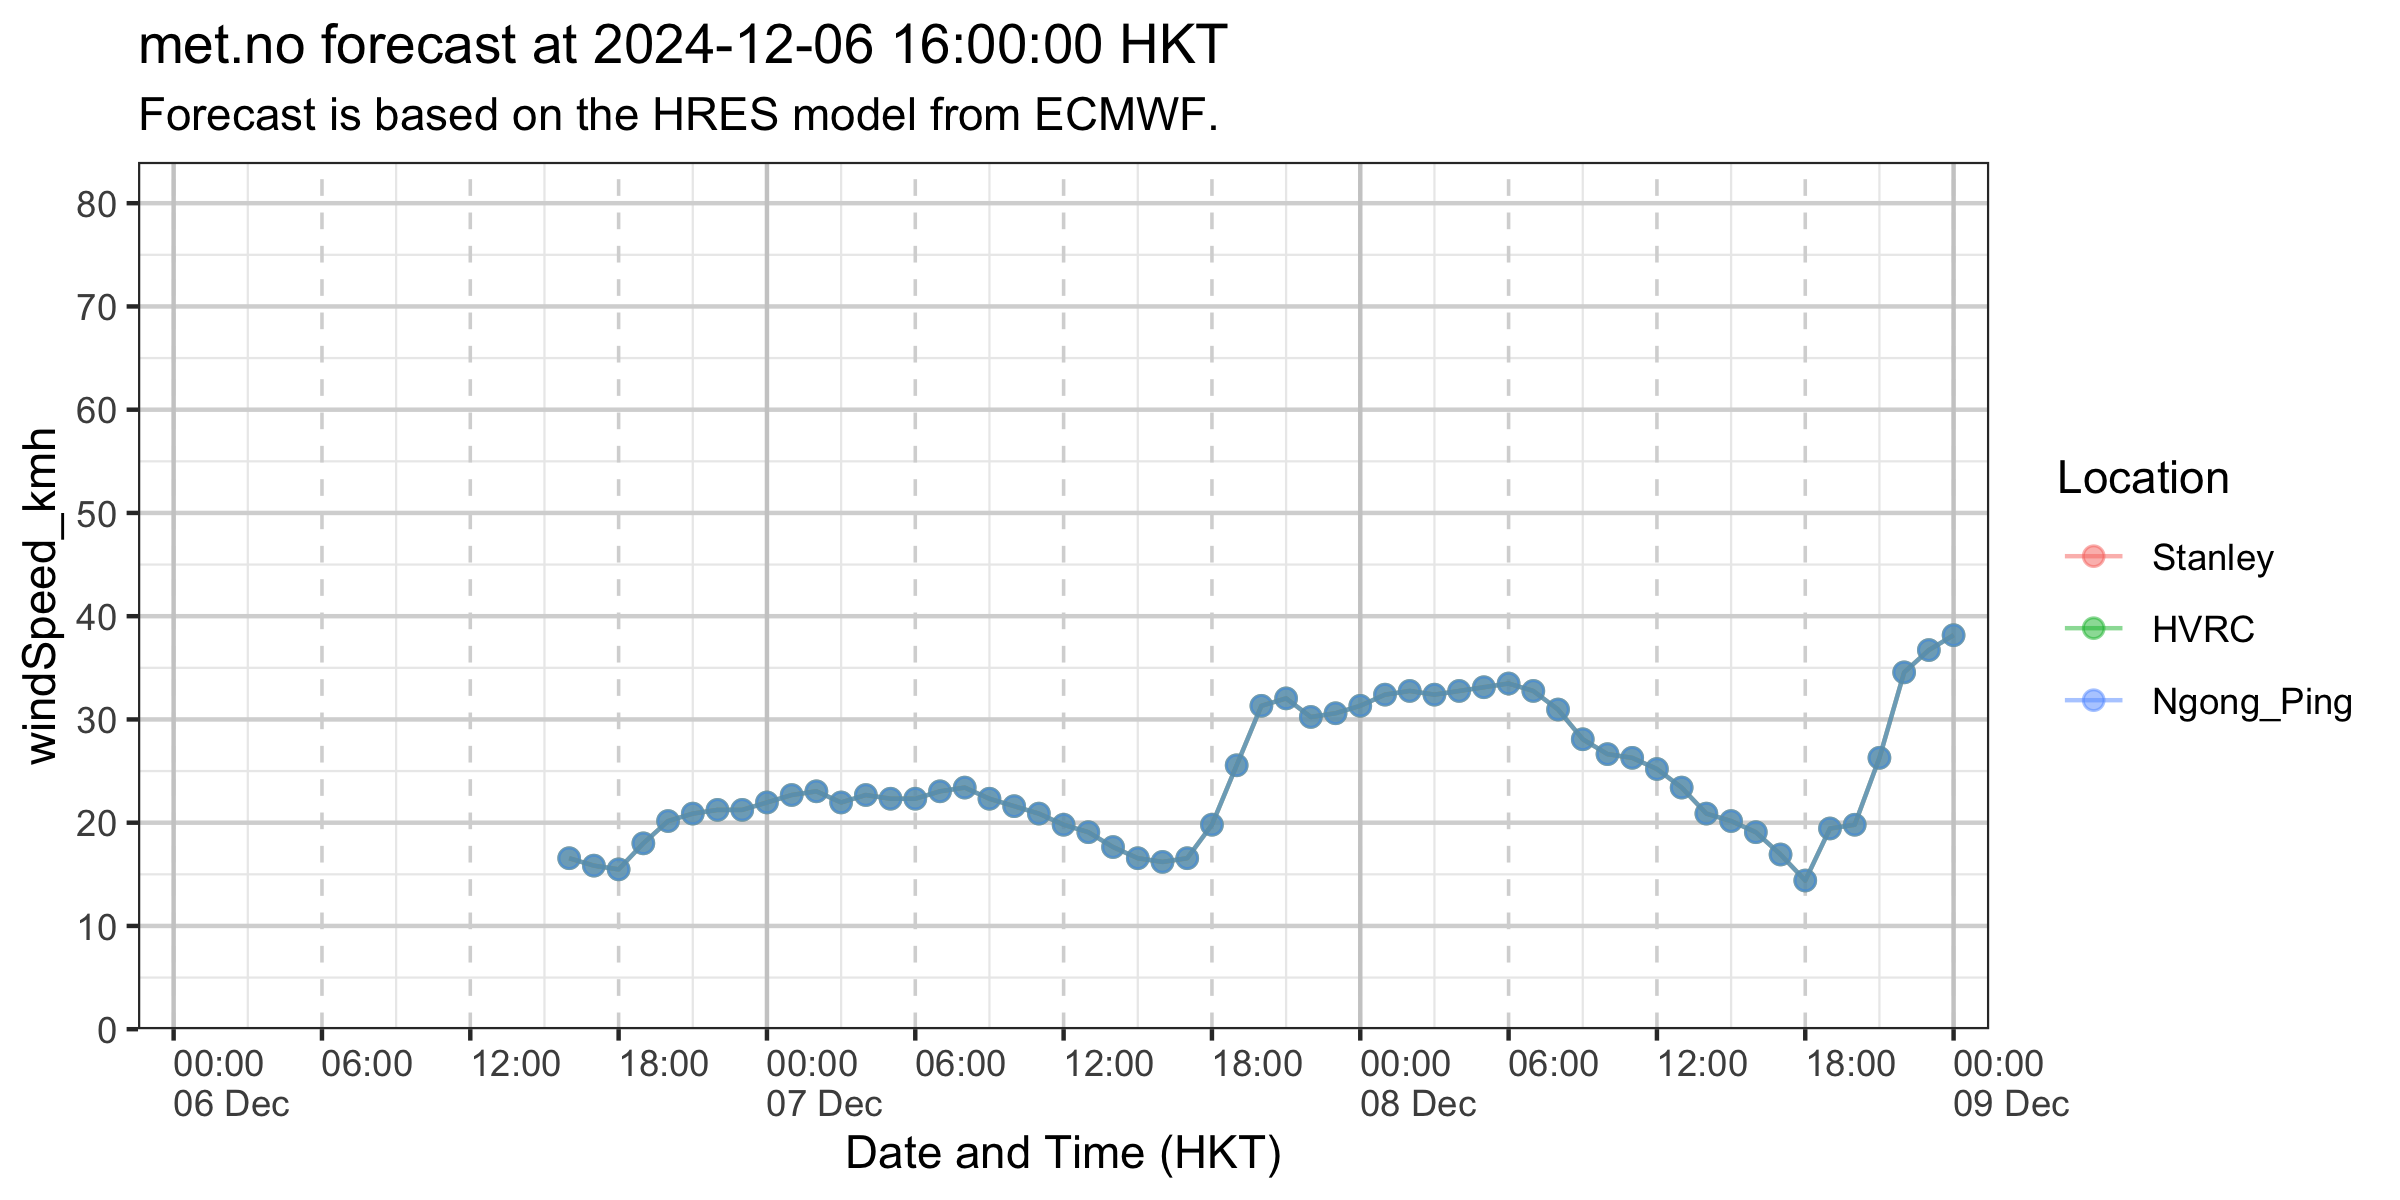 met.no forecast at 2024-12-06 16:00:00 HKT
Forecast is based on the HRES model from ECMWF.
windSpeed_kmh
80
70
60
50
40
30
20
10
0
00:00 06:00 12:00 18:00 00:00 06:00 12:00 18:00 00:00 06:00 12:00 18:00 00:00
06 Dec 07 Dec 08 Dec 09 Dec
Date and Time (HKT)
Location
Stanley
HVRC
Ngong_Ping